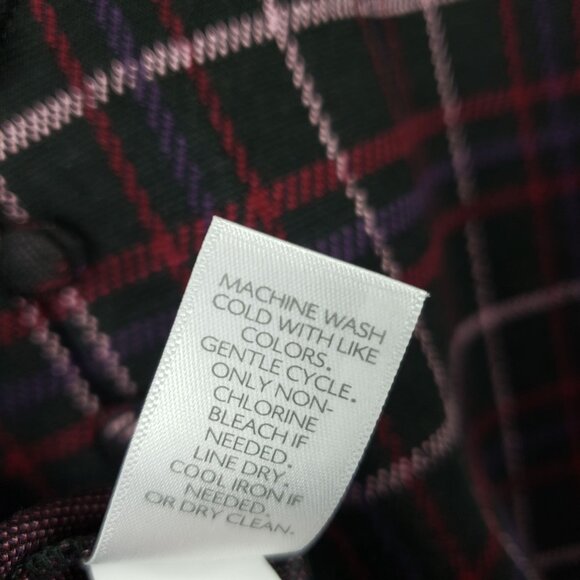 MACHINE WASH
COLD WITH LIKE
COLORS.
GENTLE CYCLE.
ONLY NON-
CHLORINE
BLEACH IF
NEEDED.
LINE DRY.
COOL IRON IF
NEEDED.
OR DRY CLEAN.